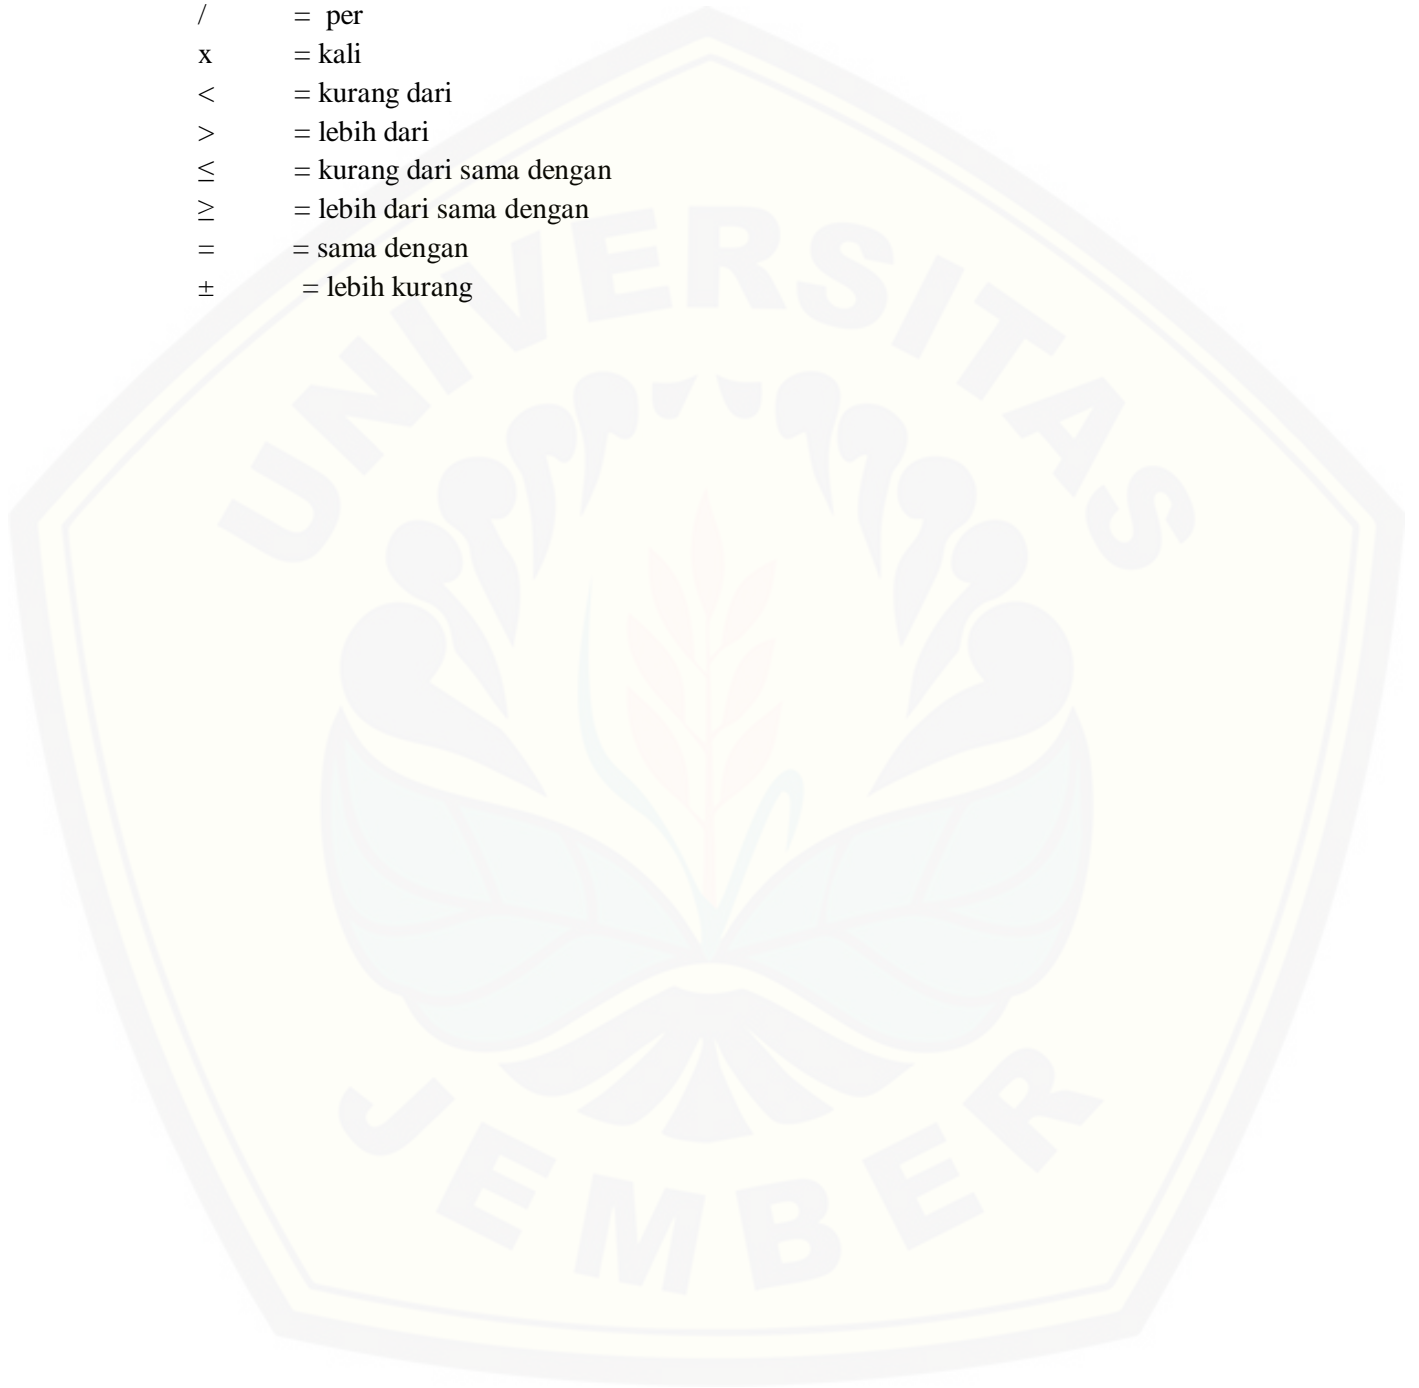 / = per
x = kali
< = kurang dari
> = lebih dari
≤ = kurang dari sama dengan
≥ = lebih dari sama dengan
= = sama dengan
± = lebih kurang
UNIVERSITAS
JEMBER